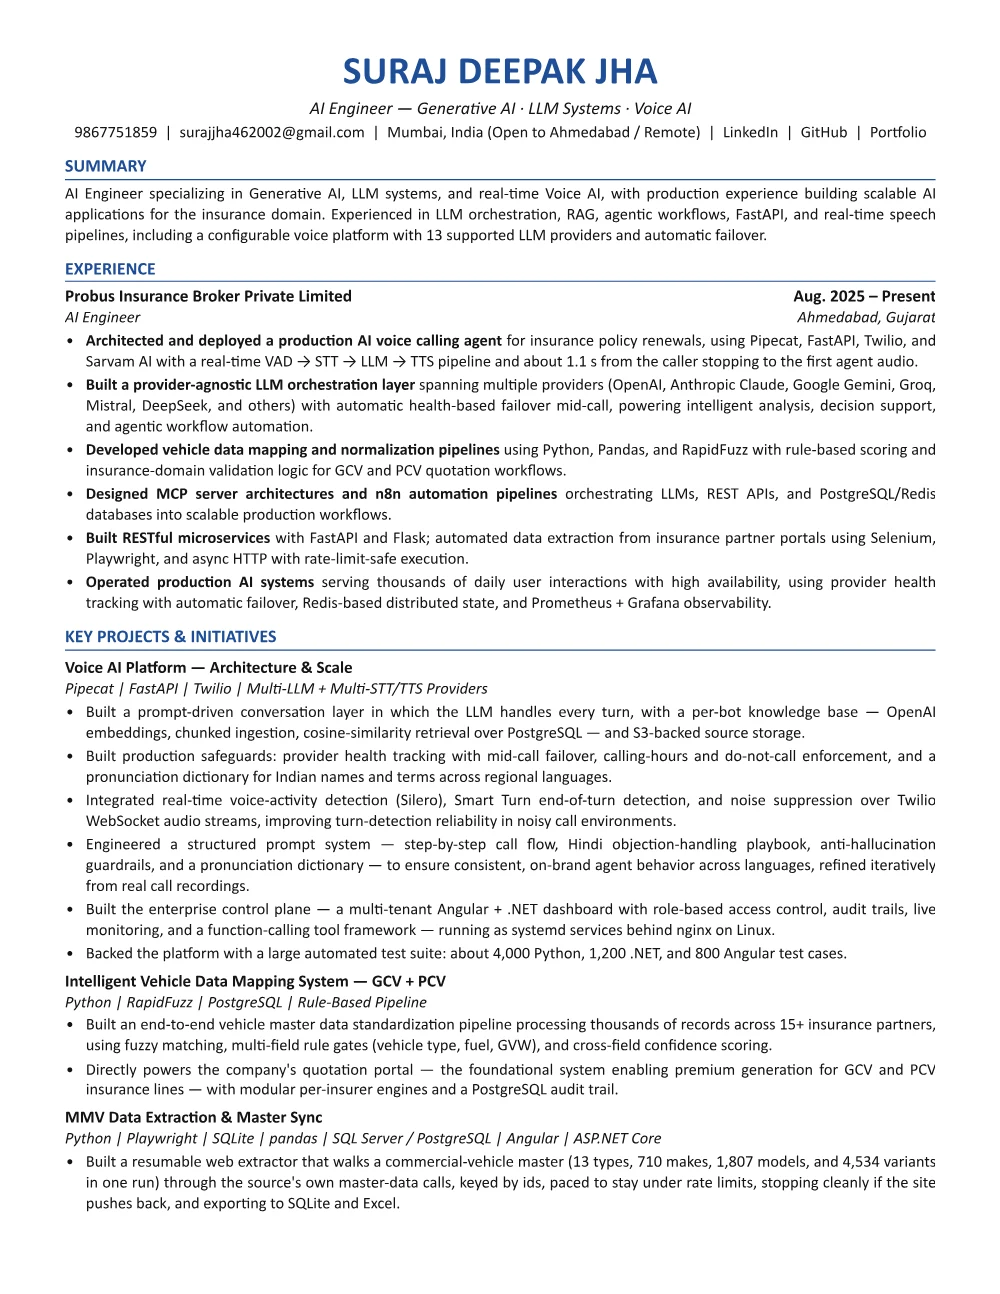 SURAJ DEEPAK JHA
AI Engineer — Generative AI · LLM Systems · Voice AI
9867751859 | surajjha462002@gmail.com | Mumbai, India (Open to Ahmedabad / Remote) | LinkedIn | GitHub | Portfolio
SUMMARY
AI Engineer specializing in Generative AI, LLM systems, and real-time Voice AI, with production experience building scalable AI
applications for the insurance domain. Experienced in LLM orchestration, RAG, agentic workflows, FastAPI, and real-time speech
pipelines, including a configurable voice platform with 13 supported LLM providers and automatic failover.
EXPERIENCE
Probus Insurance Broker Private Limited Aug. 2025 – Present
AI Engineer Ahmedabad, Gujarat
• Architected and deployed a production AI voice calling agent for insurance policy renewals, using Pipecat, FastAPI, Twilio, and
Sarvam AI with a real-time VAD → STT → LLM → TTS pipeline and about 1.1 s from the caller stopping to the first agent audio.
• Built a provider-agnostic LLM orchestration layer spanning multiple providers (OpenAI, Anthropic Claude, Google Gemini, Groq,
Mistral, DeepSeek, and others) with automatic health-based failover mid-call, powering intelligent analysis, decision support,
and agentic workflow automation.
• Developed vehicle data mapping and normalization pipelines using Python, Pandas, and RapidFuzz with rule-based scoring and
insurance-domain validation logic for GCV and PCV quotation workflows.
• Designed MCP server architectures and n8n automation pipelines orchestrating LLMs, REST APIs, and PostgreSQL/Redis
databases into scalable production workflows.
• Built RESTful microservices with FastAPI and Flask; automated data extraction from insurance partner portals using Selenium,
Playwright, and async HTTP with rate-limit-safe execution.
• Operated production AI systems serving thousands of daily user interactions with high availability, using provider health
tracking with automatic failover, Redis-based distributed state, and Prometheus + Grafana observability.
KEY PROJECTS & INITIATIVES
Voice AI Platform — Architecture & Scale
Pipecat | FastAPI | Twilio | Multi-LLM + Multi-STT/TTS Providers
• Built a prompt-driven conversation layer in which the LLM handles every turn, with a per-bot knowledge base — OpenAI
embeddings, chunked ingestion, cosine-similarity retrieval over PostgreSQL — and S3-backed source storage.
• Built production safeguards: provider health tracking with mid-call failover, calling-hours and do-not-call enforcement, and a
pronunciation dictionary for Indian names and terms across regional languages.
• Integrated real-time voice-activity detection (Silero), Smart Turn end-of-turn detection, and noise suppression over Twilio
WebSocket audio streams, improving turn-detection reliability in noisy call environments.
• Engineered a structured prompt system — step-by-step call flow, Hindi objection-handling playbook, anti-hallucination
guardrails, and a pronunciation dictionary — to ensure consistent, on-brand agent behavior across languages, refined iteratively
from real call recordings.
• Built the enterprise control plane — a multi-tenant Angular + .NET dashboard with role-based access control, audit trails, live
monitoring, and a function-calling tool framework — running as systemd services behind nginx on Linux.
• Backed the platform with a large automated test suite: about 4,000 Python, 1,200 .NET, and 800 Angular test cases.
Intelligent Vehicle Data Mapping System — GCV + PCV
Python | RapidFuzz | PostgreSQL | Rule-Based Pipeline
• Built an end-to-end vehicle master data standardization pipeline processing thousands of records across 15+ insurance partners,
using fuzzy matching, multi-field rule gates (vehicle type, fuel, GVW), and cross-field confidence scoring.
• Directly powers the company's quotation portal — the foundational system enabling premium generation for GCV and PCV
insurance lines — with modular per-insurer engines and a PostgreSQL audit trail.
MMV Data Extraction & Master Sync
Python | Playwright | SQLite | pandas | SQL Server / PostgreSQL | Angular | ASP.NET Core
• Built a resumable web extractor that walks a commercial-vehicle master (13 types, 710 makes, 1,807 models, and 4,534 variants
in one run) through the source's own master-data calls, keyed by ids, paced to stay under rate limits, stopping cleanly if the site
pushes back, and exporting to SQLite and Excel.